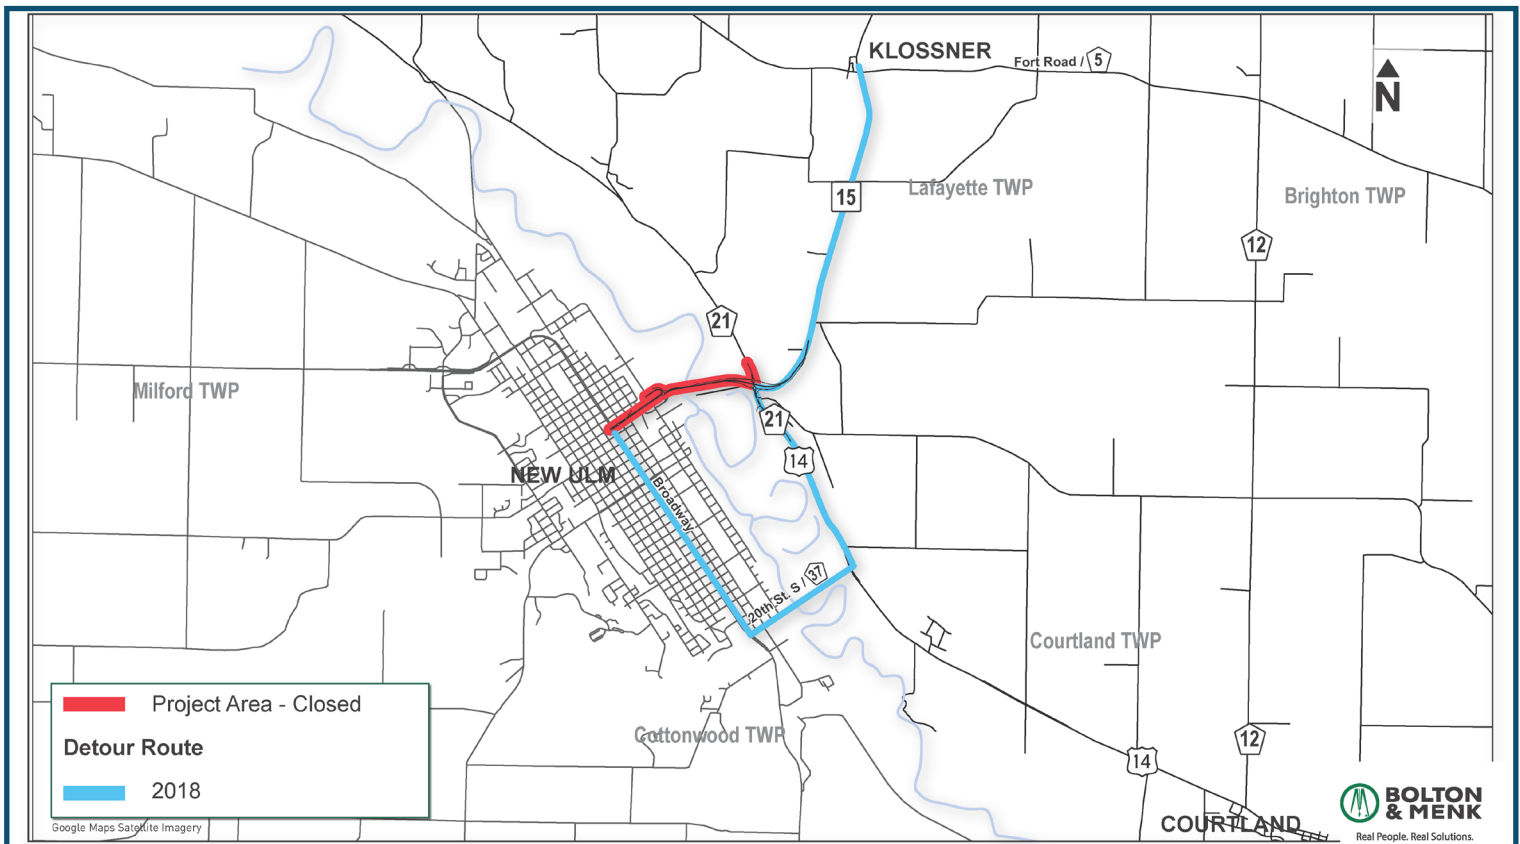 KLOSSNER
Fort Road / 5
N
15
Lafayette TWP
Brighton TWP
12
21
Milford TWP
21
14
NEW ULM
Broadway
20th St. S / 37
Courtland TWP
Cottonwood TWP
12
14
COURTLAND
Project Area - Closed
Detour Route
2018
Google Maps Satellite Imagery
BOLTON
& MENK
Real People. Real Solutions.